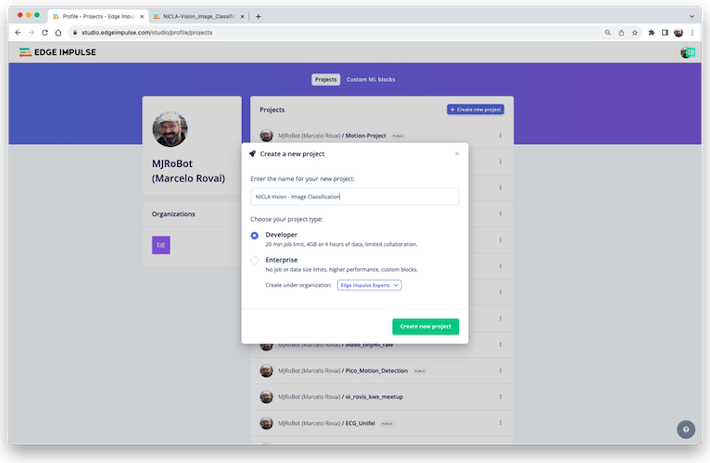 Profile - Projects - Edge Impuls
NICLA-Vision_Image_Classific
studio.edgeimpulse.com/studio/profile/projects
EDGE IMPULSE
Projects
Custom ML blocks
MJRoBot
(Marcelo Rovai)
Organizations
EIE
Projects
+ Create new project
MJRoBot (Marcelo Rovai) / Motion-Project PUBLIC
Create a new project
×
Enter the name for your new project:
NICLA Vision - Image Classification
Choose your project type:
Developer
20 min job limit, 4GB or 4 hours of data, limited collaboration.
Enterprise
No job or data size limits, higher performance, custom blocks.
Create under organization: Edge Impulse Experts
Create new project
MJRoBot (Marcelo Rovai) / video_tinyml_raw
MJRoBot (Marcelo Rovai) / Pico_Motion_Detection PUBLIC
MJRoBot (Marcelo Rovai) / oi_rovis_kws_meetup
MJRoBot (Marcelo Rovai) / ECG_Unifei PUBLIC